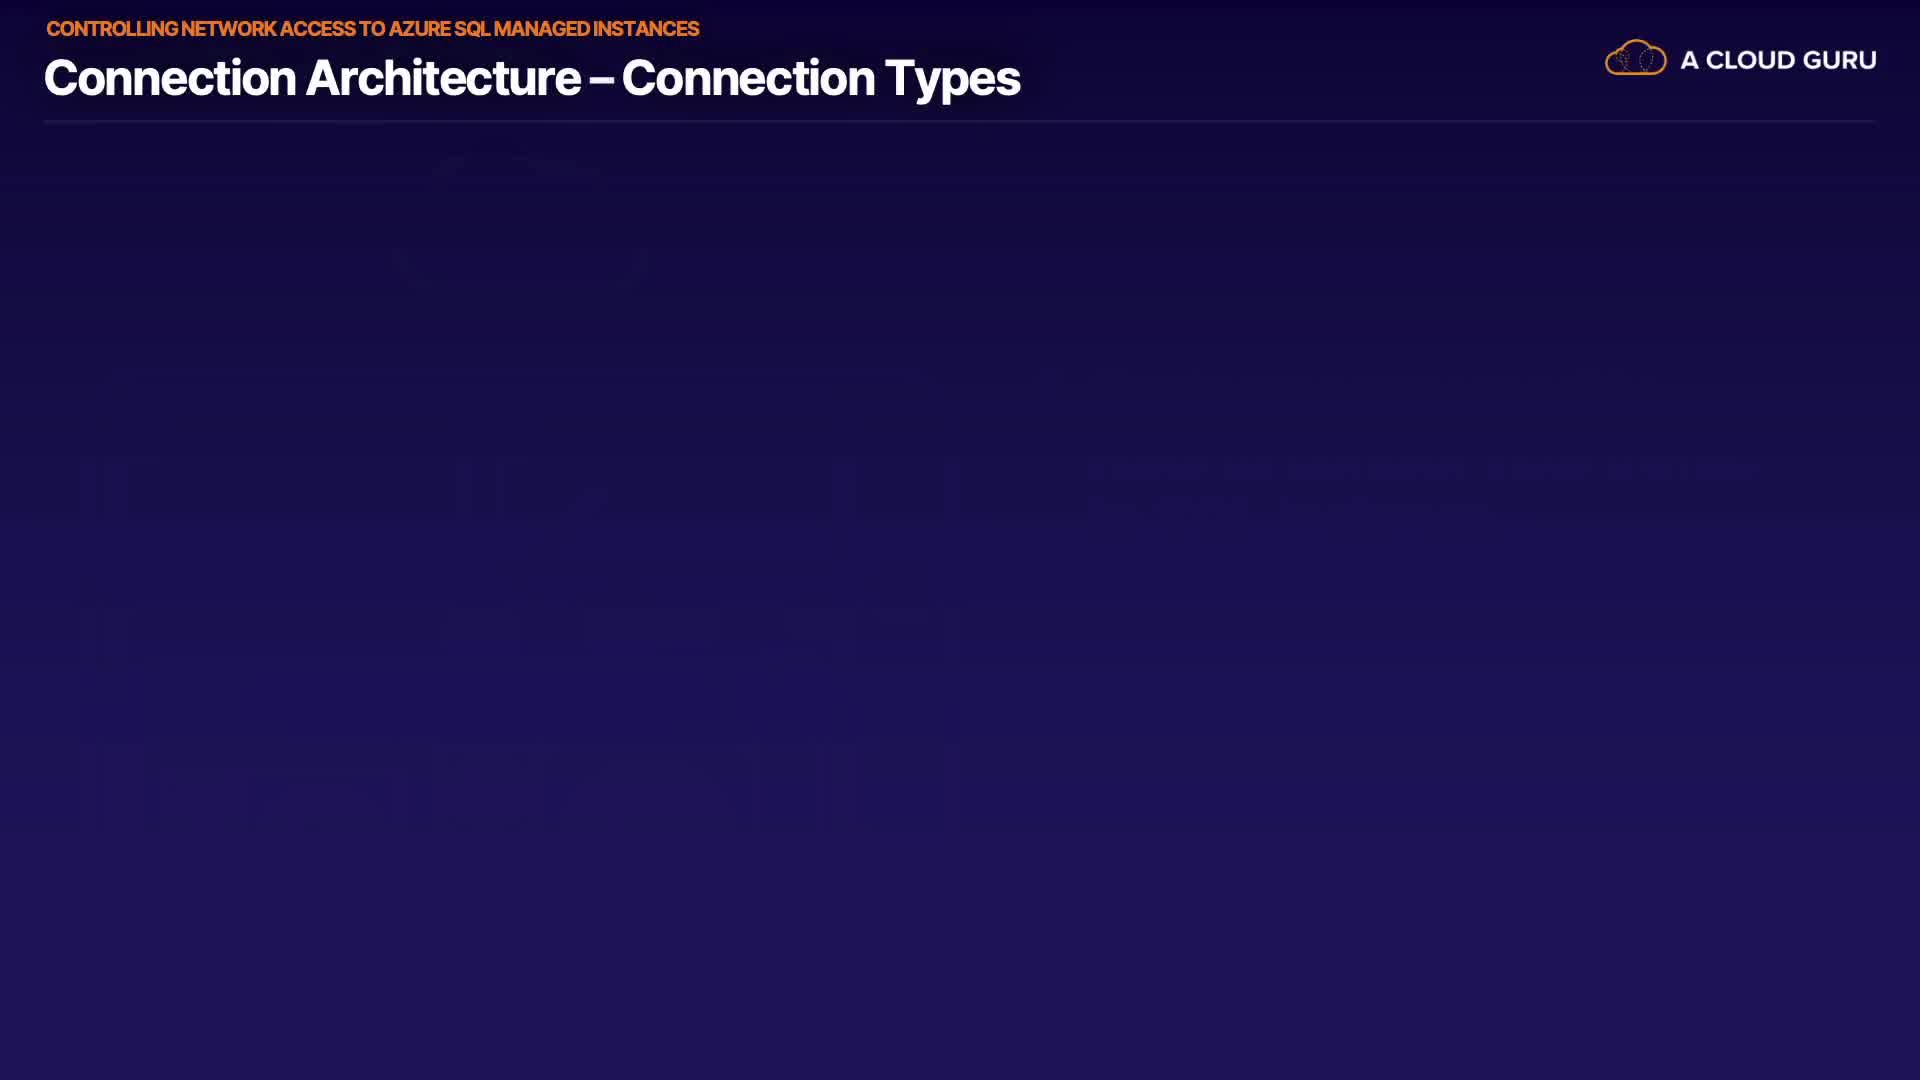 CONTROLLING NETWORK ACCESS TO AZURE SQL MANAGED INSTANCES
Connection Architecture – Connection Types
A CLOUD GURU